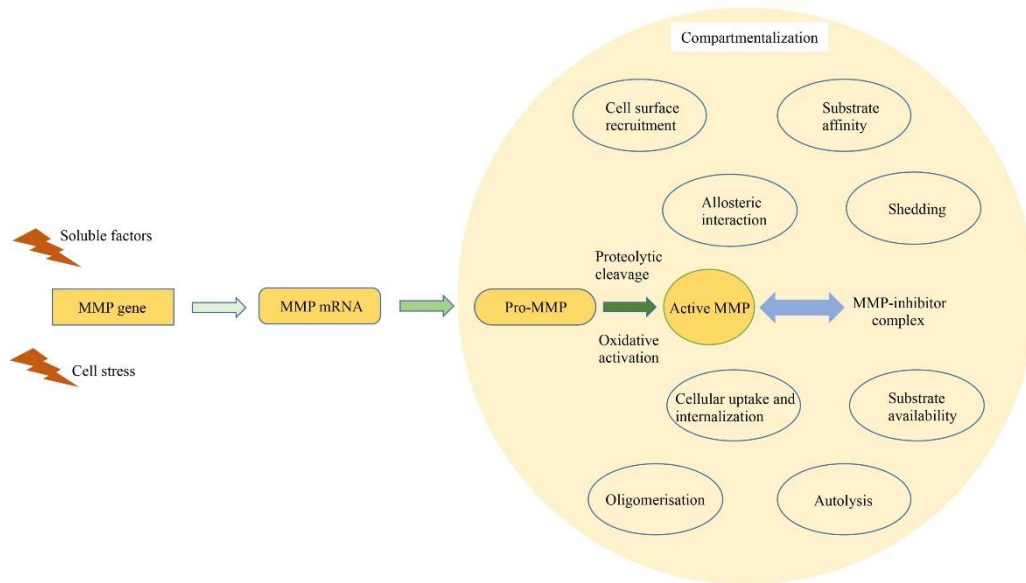 Compartmentalization
Cell surface
recruitment
Substrate
affinity
Allosteric
interaction
Shedding
Soluble factors
Proteolytic
cleavage
MMP gene
MMP mRNA
Pro-MMP
Active MMP
MMP-inhibitor
complex
Oxidative
activation
Cell stress
Cellular uptake and
internalization
Substrate
availability
Oligomerisation
Autolysis